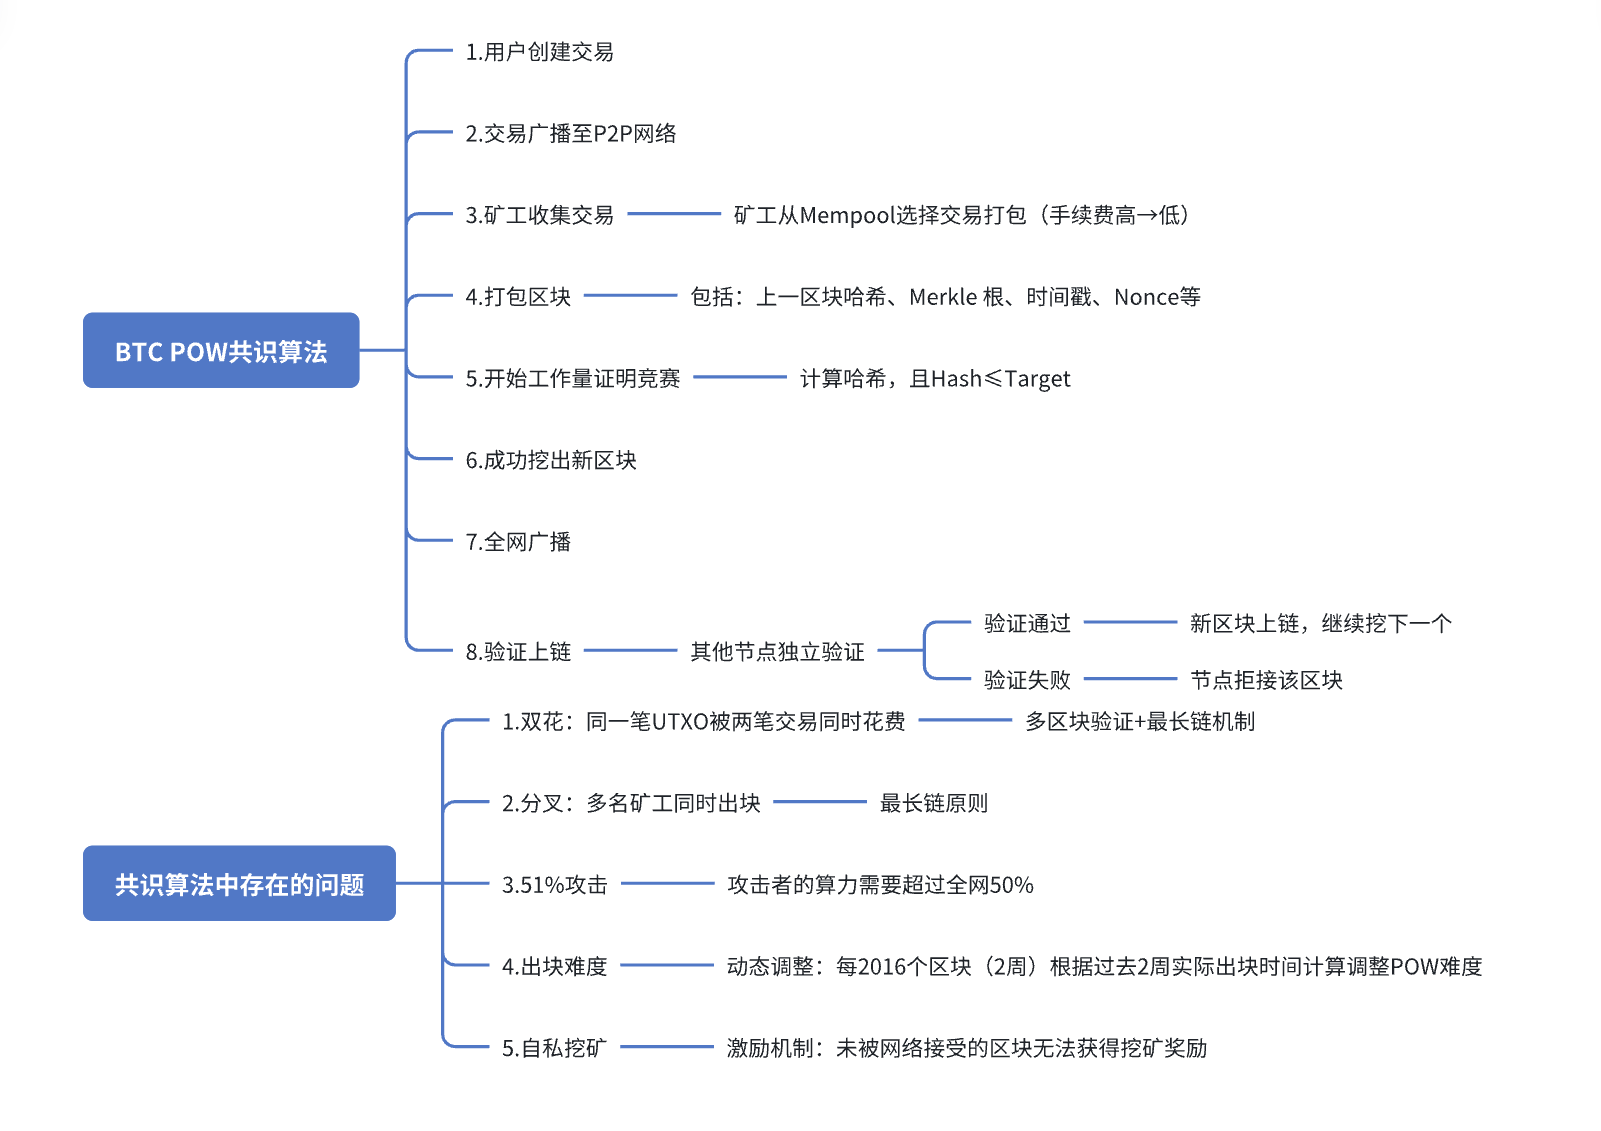 BTC POW共识算法
1.用户创建交易
2.交易广播至P2P网络
3.矿工收集交易
矿工从Mempool选择交易打包（手续费高→低）
4.打包区块
包括：上一区块哈希、Merkle 根、时间戳、Nonce等
5.开始工作量证明竞赛
计算哈希，且Hash≤Target
6.成功挖出新区块
7.全网广播
8.验证上链
其他节点独立验证
验证通过
新区块上链，继续挖下一个
验证失败
节点拒接该区块
共识算法中存在的问题
1.双花：同一笔UTXO被两笔交易同时花费
多区块验证+最长链机制
2.分叉：多名矿工同时出块
最长链原则
3.51%攻击
攻击者的算力需要超过全网50%
4.出块难度
动态调整：每2016个区块（2周）根据过去2周实际出块时间计算调整POW难度
5.自私挖矿
激励机制：未被网络接受的区块无法获得挖矿奖励